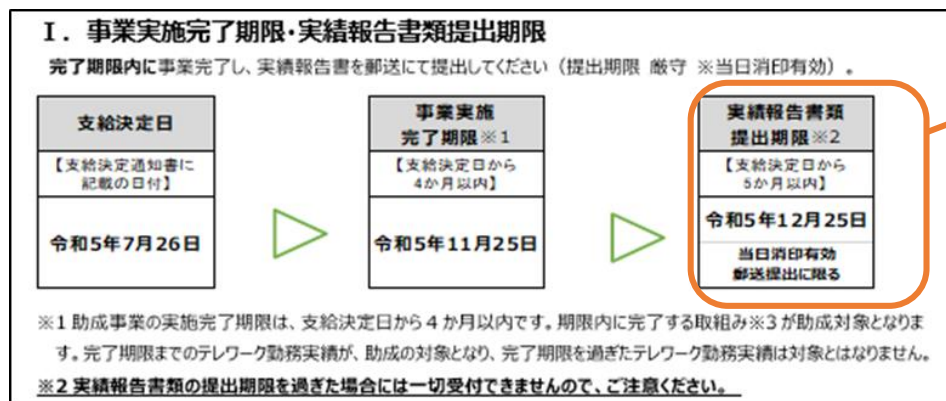 Ⅰ．事業実施完了期限・実績報告書類提出期限
完了期限内に事業完了し、実績報告書を郵送にて提出してください（提出期限 厳守 ※当日消印有効）。
支給決定日
【支給決定通知書に
記載の日付】
令和5年7月26日
事業実施
完了期限※1
【支給決定日から
4か月以内】
令和5年11月25日
実績報告書類
提出期限※2
【支給決定日から
5か月以内】
令和5年12月25日
当日消印有効
郵送提出に限る
※1 助成事業の実施完了期限は、支給決定日から４か月以内です。期限内に完了する取組み※3が助成対象となりま
す。完了期限までのテレワーク勤務実績が、助成の対象となり、完了期限を過ぎたテレワーク勤務実績は対象とはなりません。
※2 実績報告書類の提出期限を過ぎた場合には一切受付できませんので、ご注意ください。